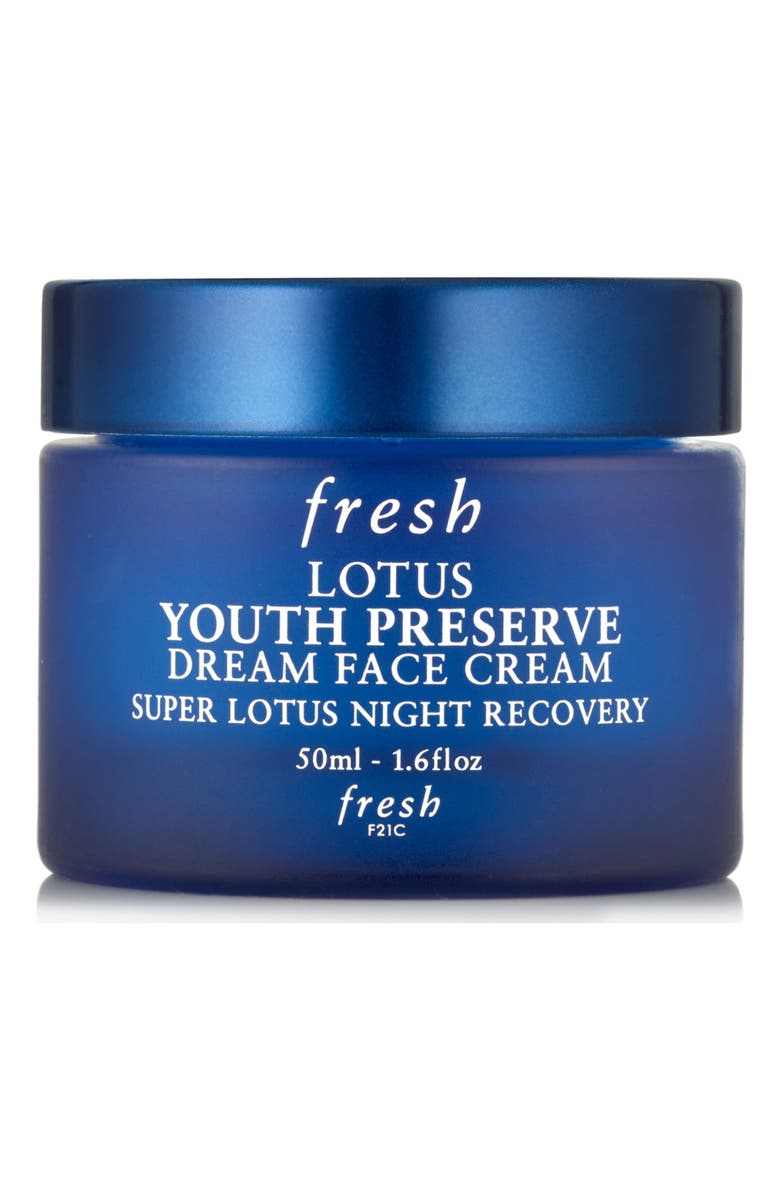 fresh
LOTUS
YOUTH PRESERVE
DREAM FACE CREAM
SUPER LOTUS NIGHT RECOVERY
50ml - 1.6floz
fresh
F21C